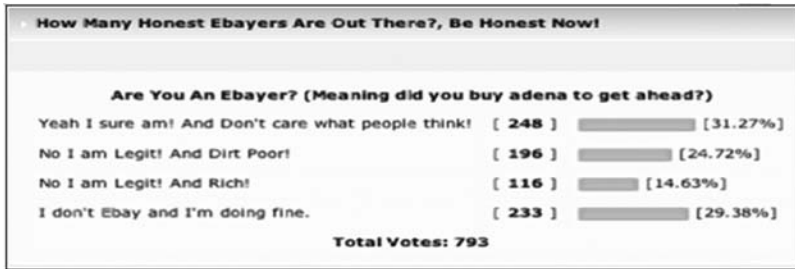 How Many Honest Ebayers Are Out There?, Be Honest Now!
Are You An Ebayer? (Meaning did you buy adena to get ahead?)
Yeah I sure am! And Don't care what people think! [ 248 ] [31.27%]
No I am Legit! And Dirt Poor! [ 196 ] [24.72%]
No I am Legit! And Rich! [ 116 ] [14.63%]
I don't Ebay and I'm doing fine. [ 233 ] [29.38%]
Total Votes: 793